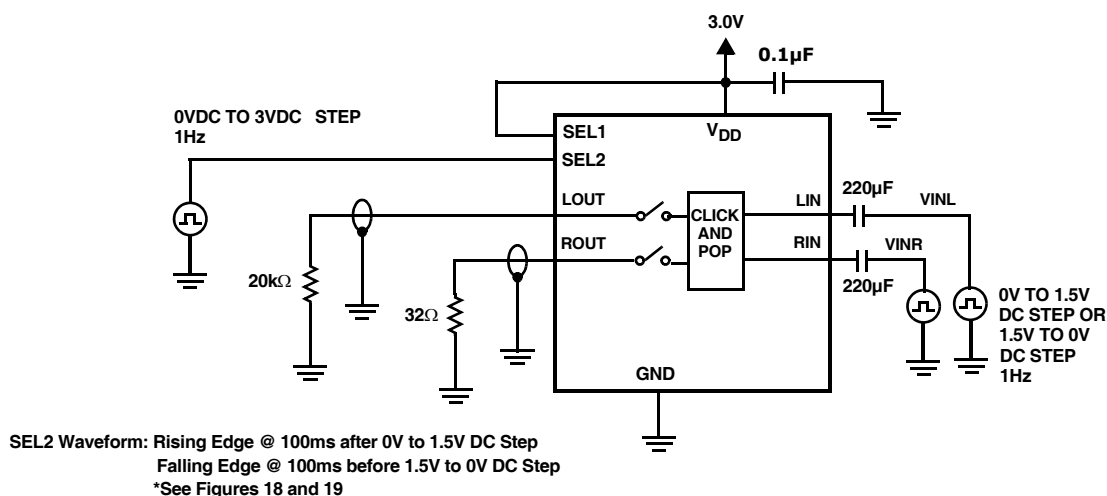 3.0V
0.1µF
0VDC TO 3VDC STEP
1Hz
SEL1
VDD
SEL2
LOUT
ROUT
CLICK
AND
POP
LIN
RIN
220µF
VINL
VINR
220µF
20kΩ
32Ω
0V TO 1.5V
DC STEP OR
1.5V TO 0V
DC STEP
1Hz
GND
SEL2 Waveform: Rising Edge @ 100ms after 0V to 1.5V DC Step
Falling Edge @ 100ms before 1.5V to 0V DC Step
*See Figures 18 and 19